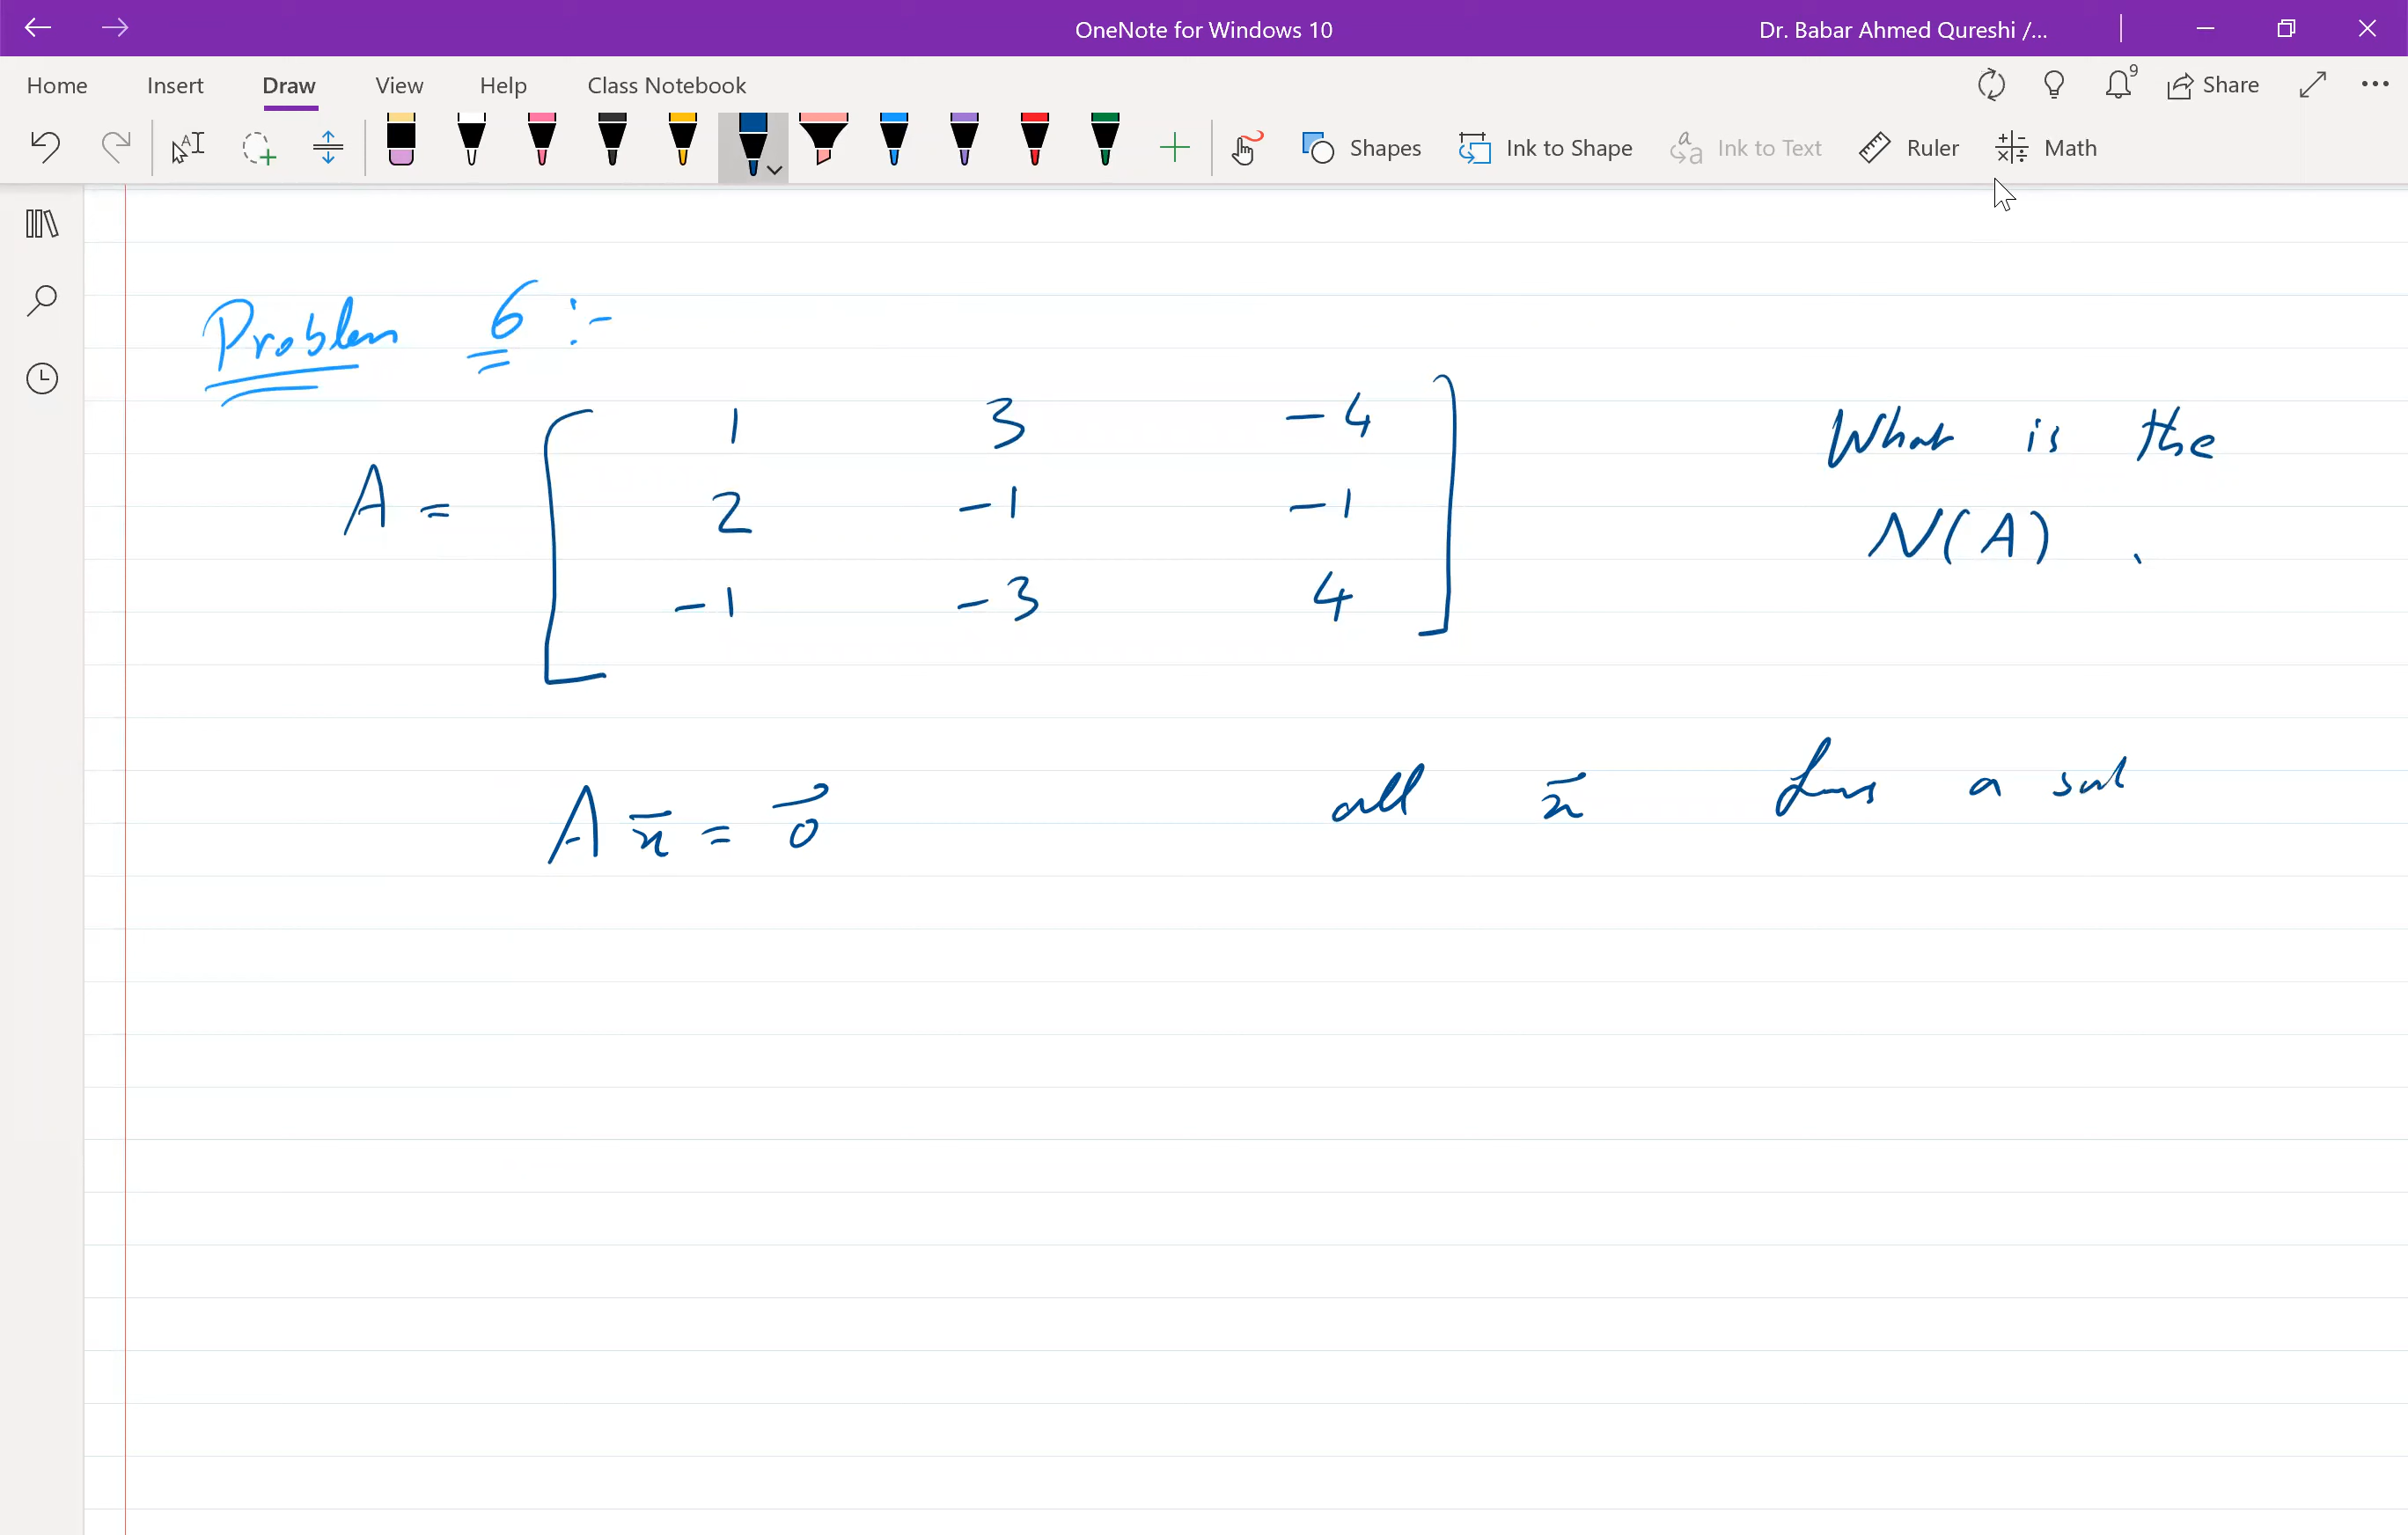 OneNote for Windows 10 Dr. Babar Ahmed Qureshi /...
Home Insert Draw View Help Class Notebook 9 Share
Shapes Ink to Shape Ink to Text Ruler Math
Problem 6 :-
A = [ 1 3 -4
2 -1 -1
-1 -3 4 ]
What is the
N(A) .
A x̄ = 0⃗ all x̄ a sub